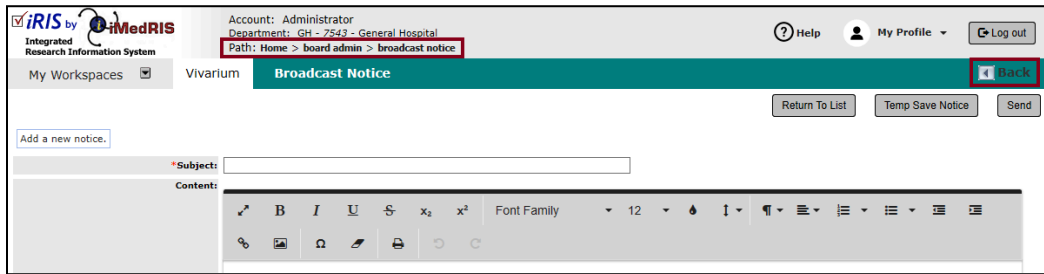 iRIS by iMedRIS
Integrated
Research Information System
Account: Administrator
Department: GH - 7543 - General Hospital
Path: Home > board admin > broadcast notice
? Help
My Profile
Log out
My Workspaces
Vivarium
Broadcast Notice
Back
Return To List
Temp Save Notice
Send
Add a new notice.
*Subject:
Content:
B I U S x₂ x² Font Family 12 ¶
Ω